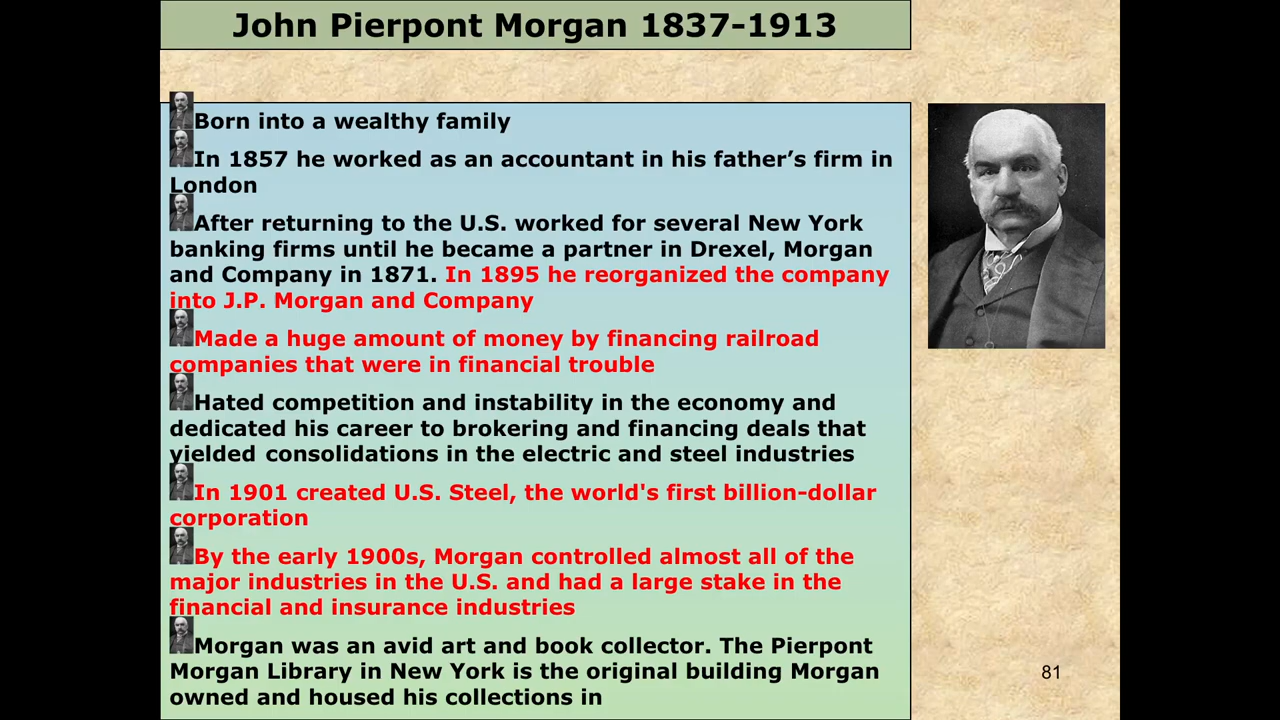 John Pierpont Morgan 1837-1913
Born into a wealthy family
In 1857 he worked as an accountant in his father’s firm in
London
After returning to the U.S. worked for several New York
banking firms until he became a partner in Drexel, Morgan
and Company in 1871. In 1895 he reorganized the company
into J.P. Morgan and Company
Made a huge amount of money by financing railroad
companies that were in financial trouble
Hated competition and instability in the economy and
dedicated his career to brokering and financing deals that
yielded consolidations in the electric and steel industries
In 1901 created U.S. Steel, the world's first billion-dollar
corporation
By the early 1900s, Morgan controlled almost all of the
major industries in the U.S. and had a large stake in the
financial and insurance industries
Morgan was an avid art and book collector. The Pierpont
Morgan Library in New York is the original building Morgan
owned and housed his collections in
81